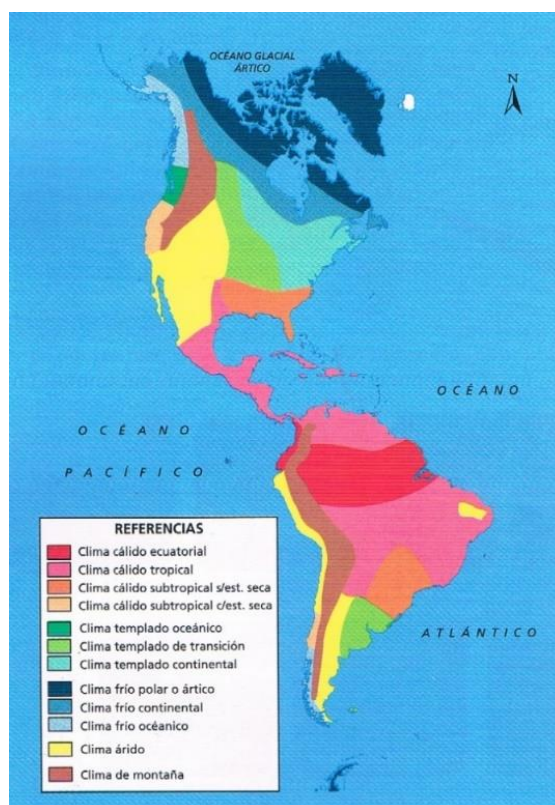 OCÉANO GLACIAL
ÁRTICO
N
OCÉANO
OCÉANO
PACÍFICO
ATLÁNTICO
REFERENCIAS
Clima cálido ecuatorial
Clima cálido tropical
Clima cálido subtropical s/est. seca
Clima cálido subtropical c/est. seca
Clima templado oceánico
Clima templado de transición
Clima templado continental
Clima frío polar o ártico
Clima frío continental
Clima frío océanico
Clima árido
Clima de montaña